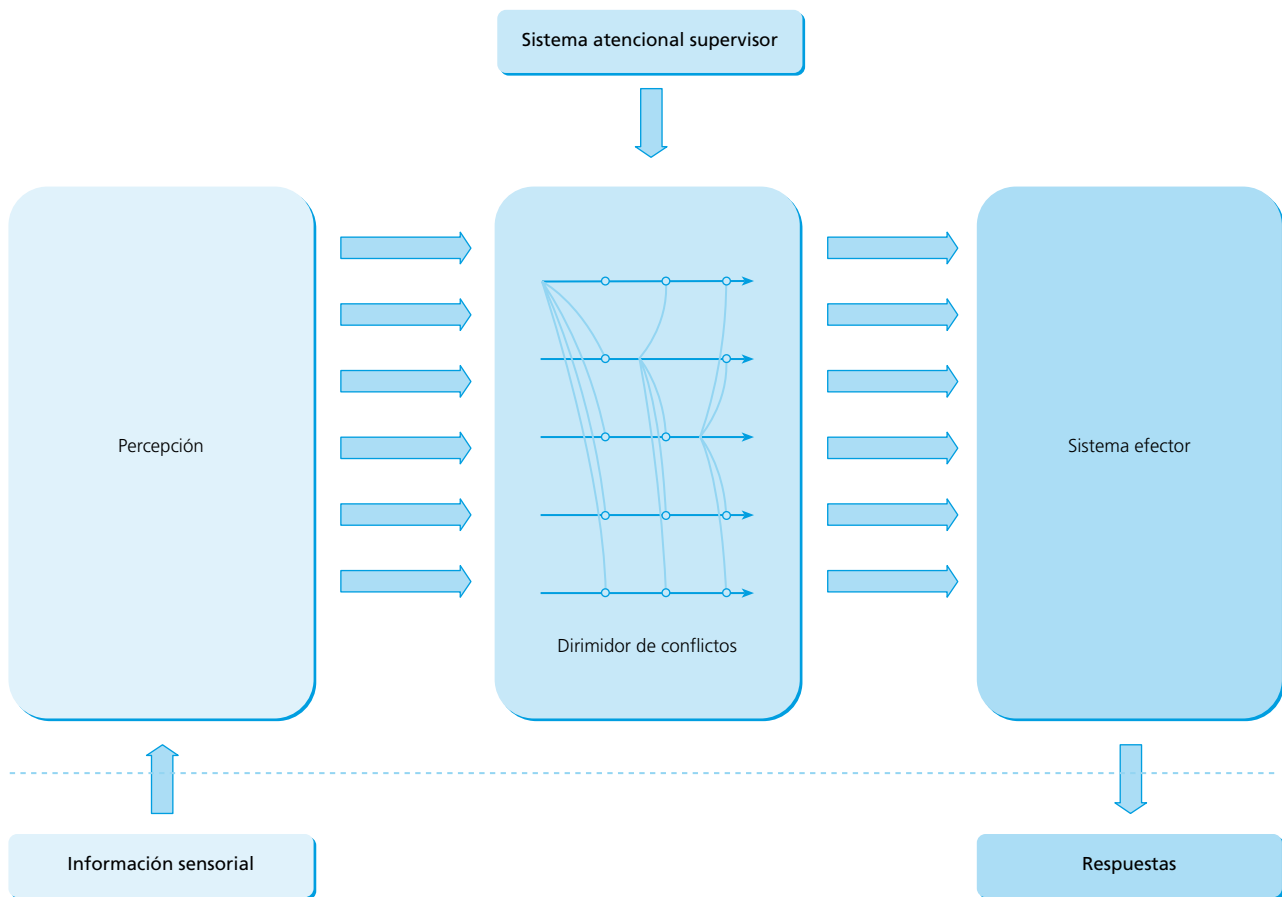 Sistema atencional supervisor
Percepción
Sistema efector
Dirimidor de conflictos
Información sensorial
Respuestas